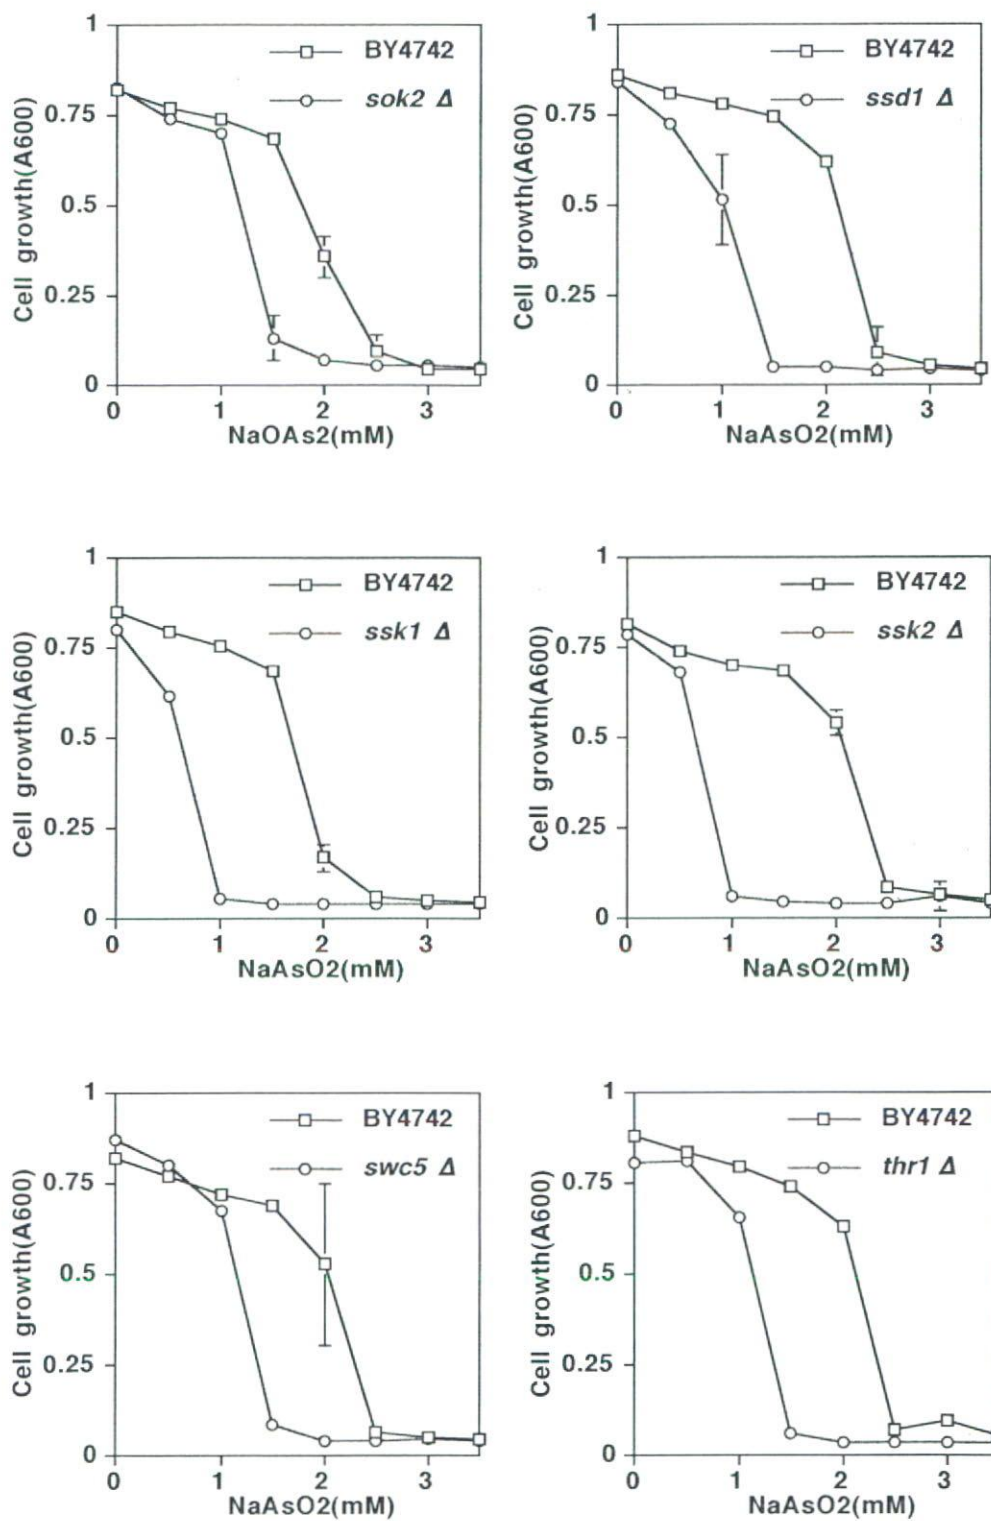 1
BY4742
sok2 Δ
0.75
0.5
0.25
0
Cell growth(A600)
0 1 2 3
NaOAs2(mM)
1
BY4742
ssd1 Δ
0.75
0.5
0.25
0
Cell growth(A600)
0 1 2 3
NaAsO2(mM)
1
BY4742
ssk1 Δ
0.75
0.5
0.25
0
Cell growth(A600)
0 1 2 3
NaAsO2(mM)
1
BY4742
ssk2 Δ
0.75
0.5
0.25
0
Cell growth(A600)
0 1 2 3
NaAsO2(mM)
1
BY4742
swc5 Δ
0.75
0.5
0.25
0
Cell growth(A600)
0 1 2 3
NaAsO2(mM)
1
BY4742
thr1 Δ
0.75
0.5
0.25
0
Cell growth(A600)
0 1 2 3
NaAsO2(mM)